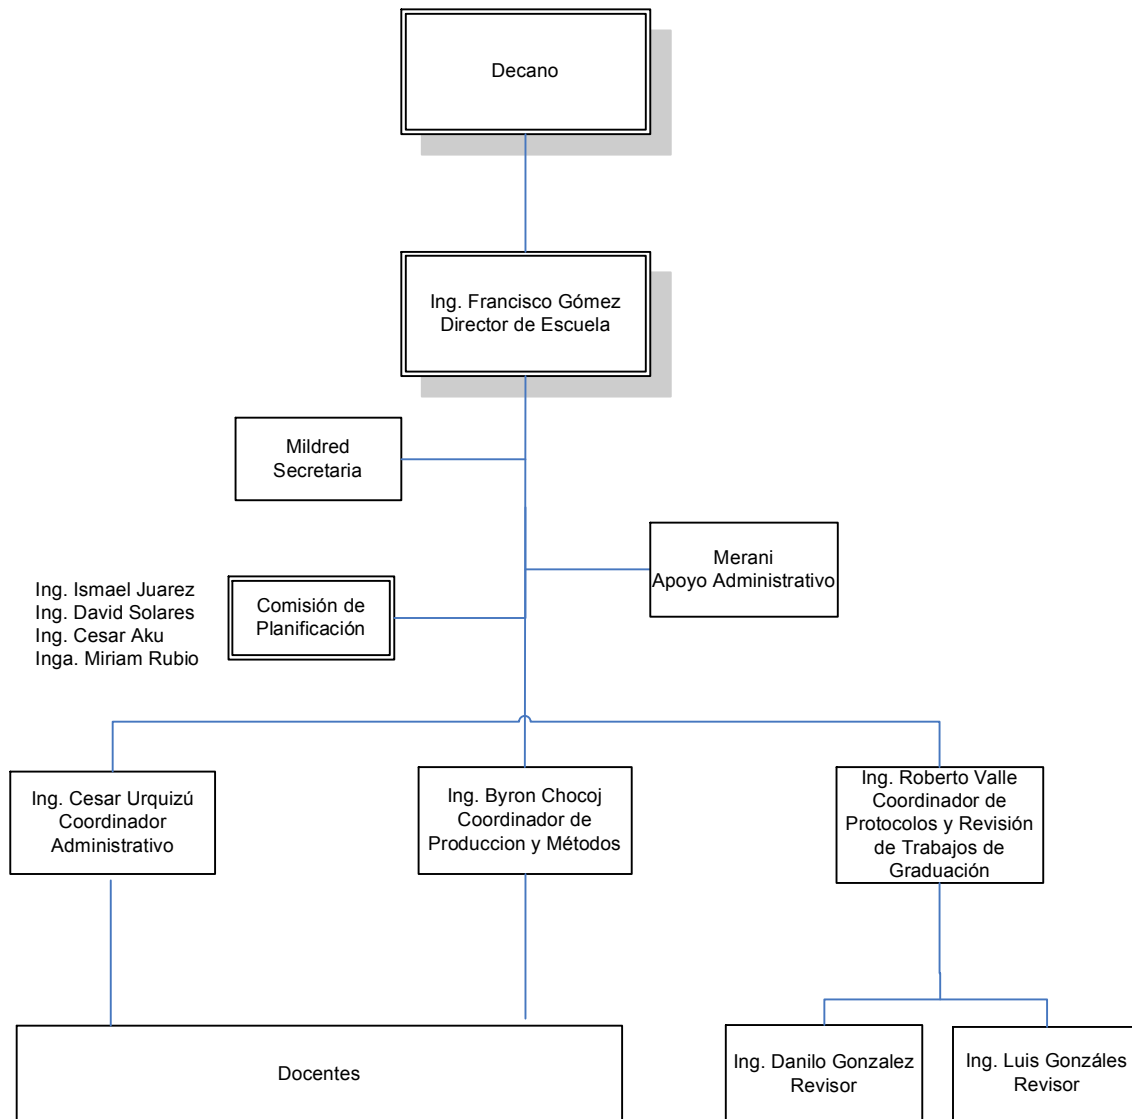 Decano
Ing. Francisco Gómez
Director de Escuela
Mildred
Secretaria
Merani
Apoyo Administrativo
Ing. Ismael Juarez
Ing. David Solares
Ing. Cesar Aku
Inga. Miriam Rubio
Comisión de
Planificación
Ing. Cesar Urquizú
Coordinador
Administrativo
Ing. Byron Chocoj
Coordinador de
Produccion y Métodos
Ing. Roberto Valle
Coordinador de
Protocolos y Revisión
de Trabajos de
Graduación
Docentes
Ing. Danilo Gonzalez
Revisor
Ing. Luis Gonzáles
Revisor